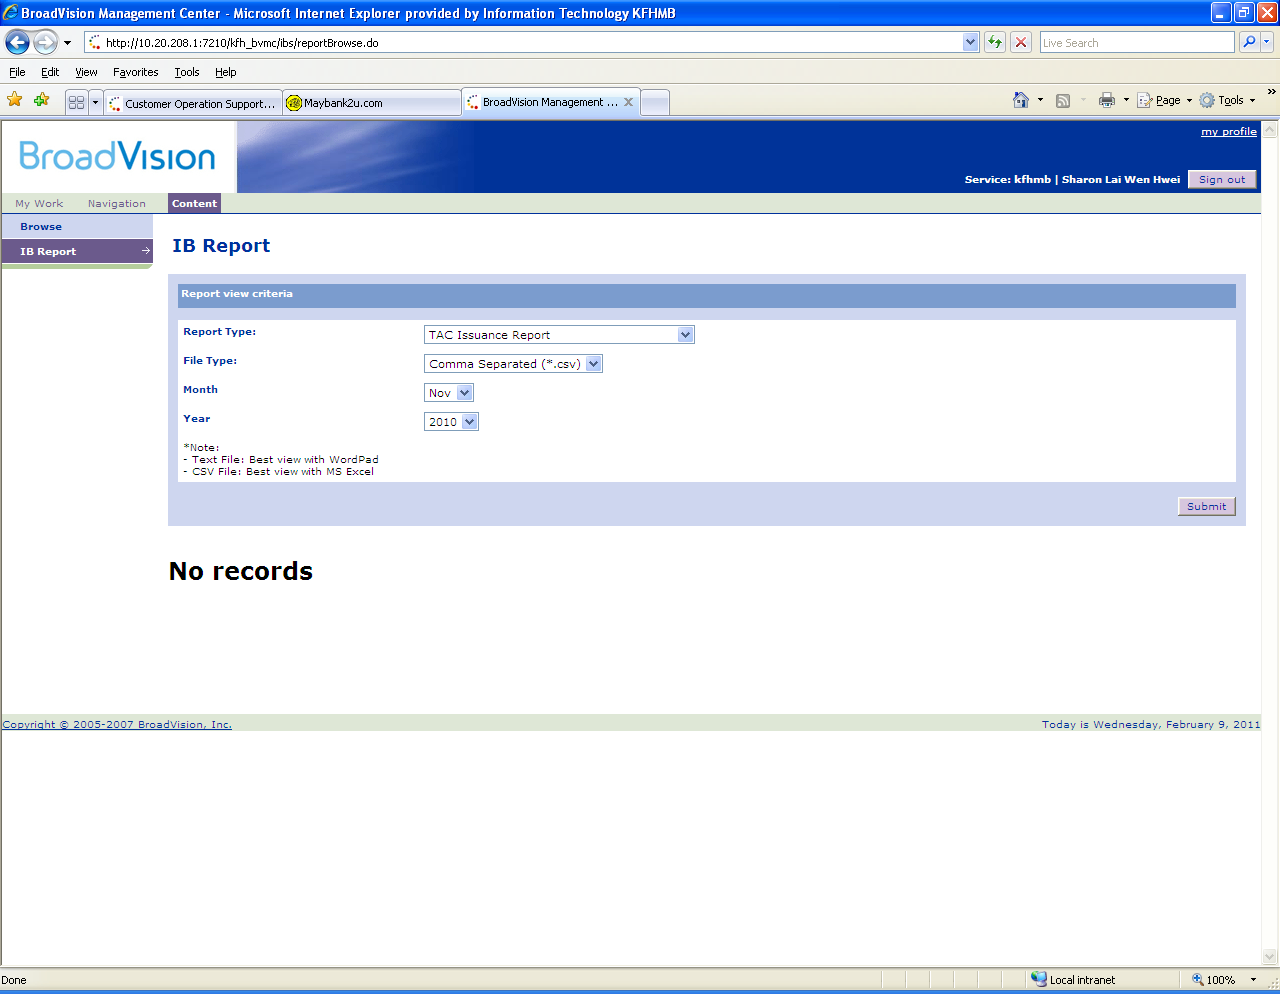 BroadVision Management Center - Microsoft Internet Explorer provided by Information Technology KFHMB
http://10.20.208.1:7210/kfh_bvmc/ibs/reportBrowse.do
Live Search
File Edit View Favorites Tools Help
Customer Operation Support...
Maybank2u.com
BroadVision Management ...
Page
Tools
my profile
BroadVision
Service: kfhmb | Sharon Lai Wen Hwei
Sign out
My Work Navigation Content
Browse
IB Report
IB Report
Report view criteria
Report Type: TAC Issuance Report
File Type: Comma Separated (*.csv)
Month Nov
Year 2010
*Note:
- Text File: Best view with WordPad
- CSV File: Best view with MS Excel
Submit
No records
Copyright © 2005-2007 BroadVision, Inc.
Today is Wednesday, February 9, 2011
Done
Local intranet
100%